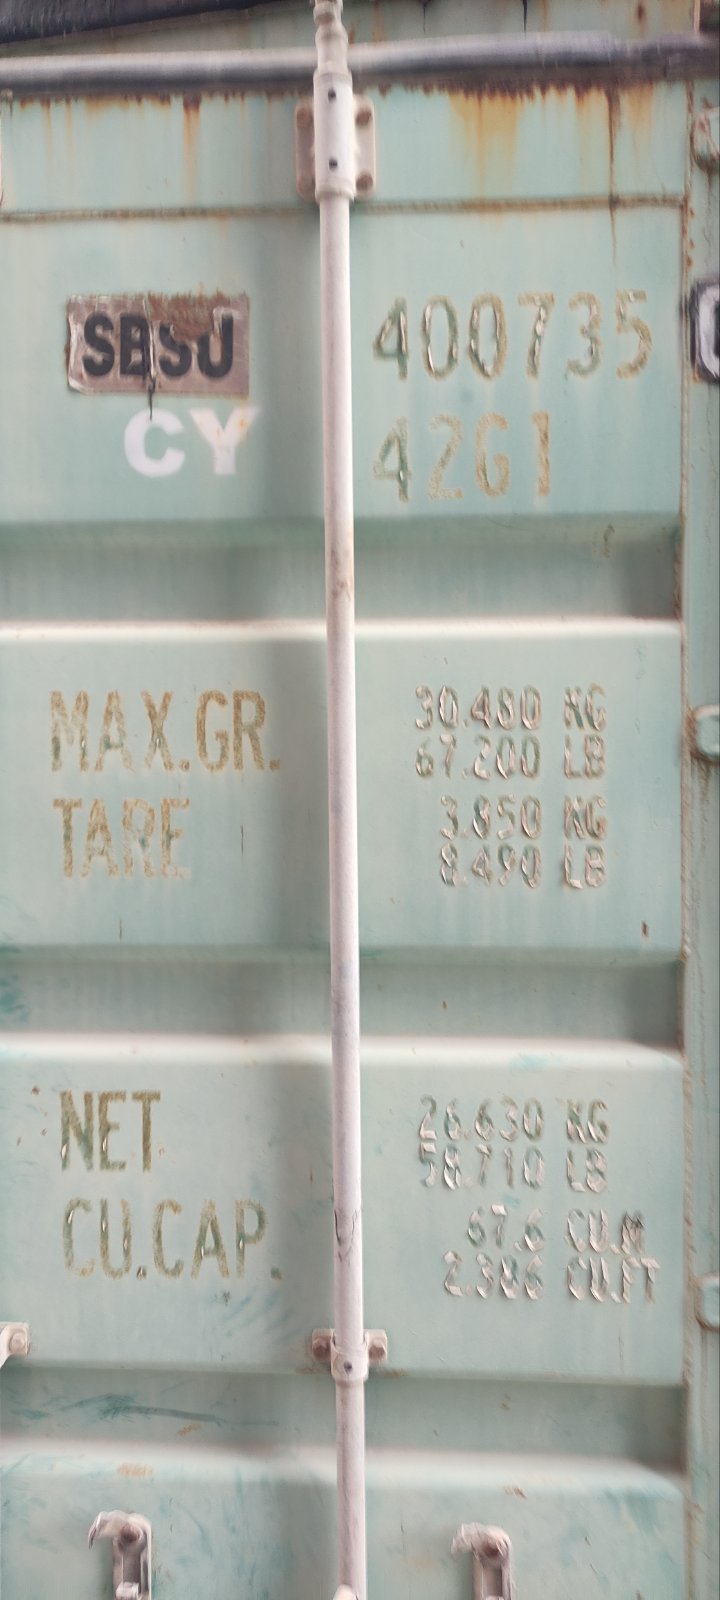 SBSU 400735
CY 42G1
MAX.GR. 30.480 KG
67.200 LB
TARE 3.850 KG
8.490 LB
NET 26.630 KG
58.710 LB
CU.CAP. 67.6 CU.M
2.386 CU.FT